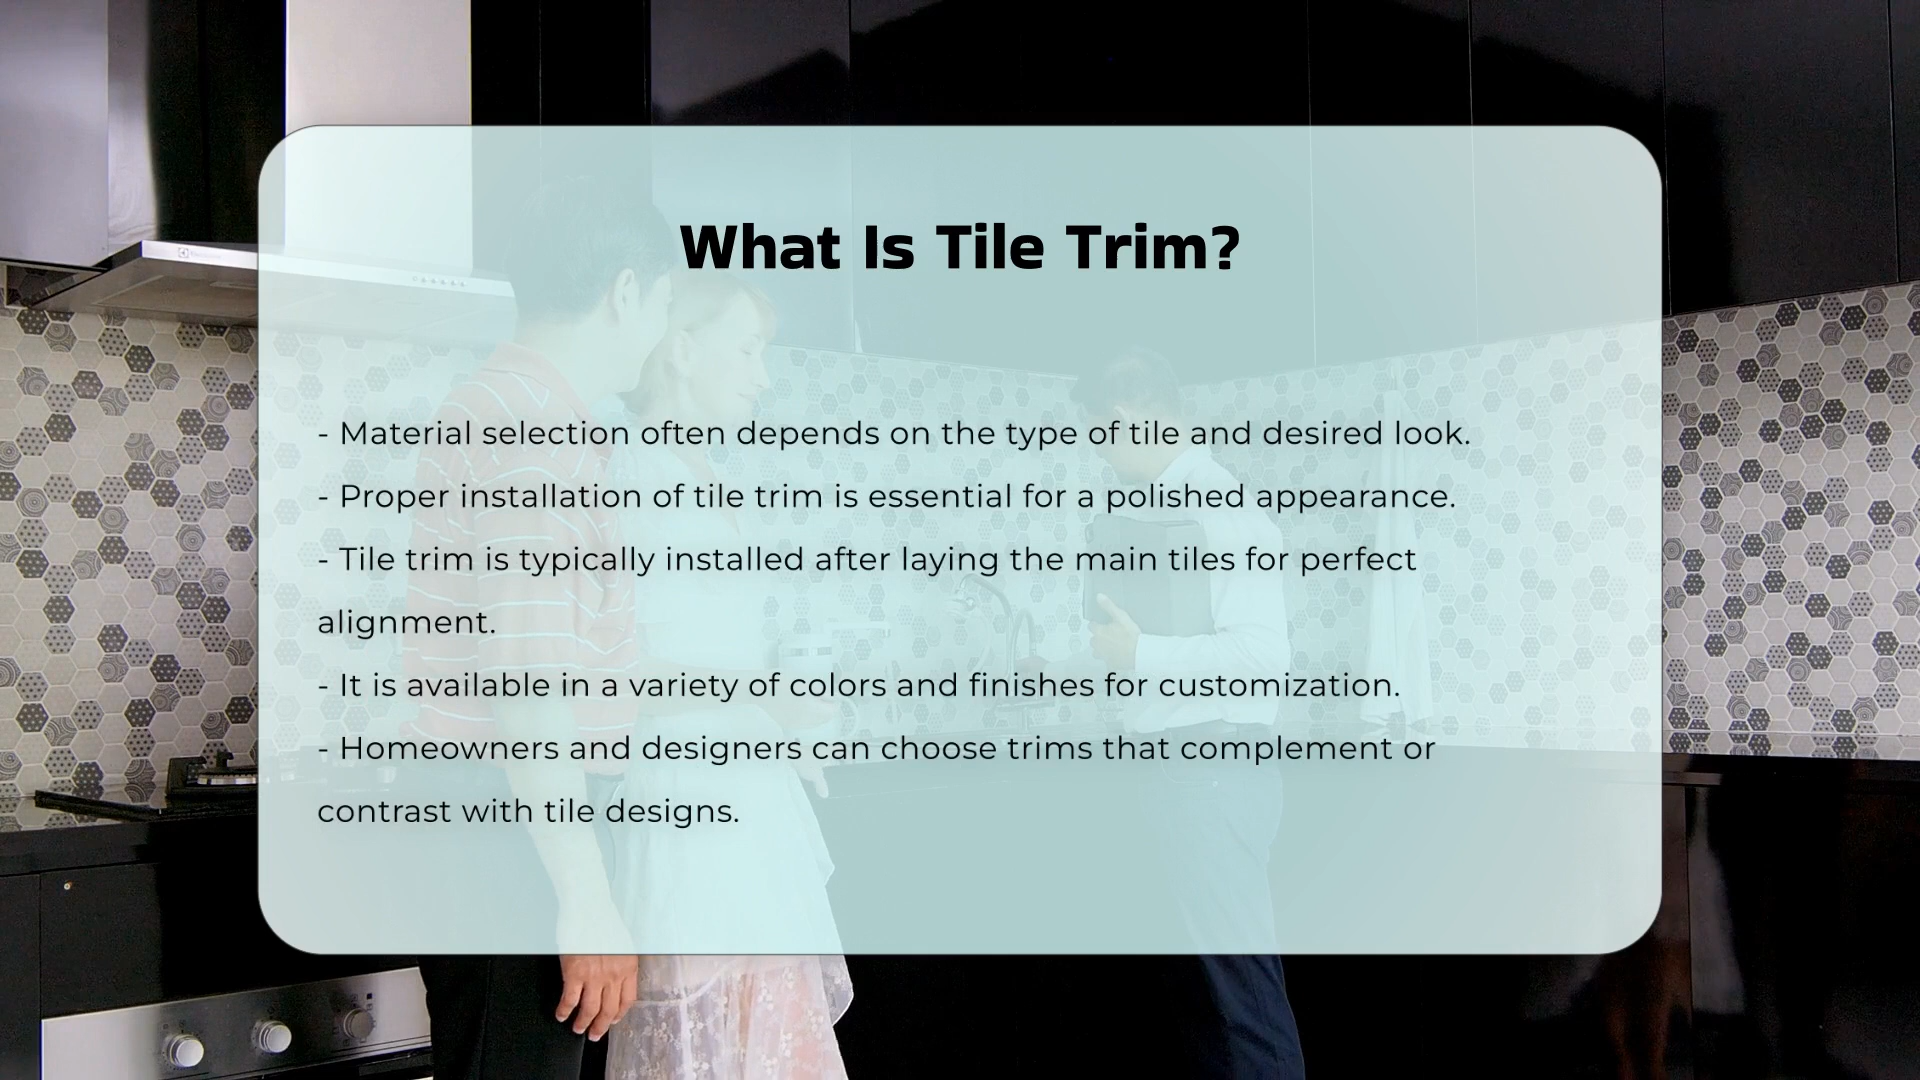 What Is Tile Trim?
- Material selection often depends on the type of tile and desired look.
- Proper installation of tile trim is essential for a polished appearance.
- Tile trim is typically installed after laying the main tiles for perfect
alignment.
- It is available in a variety of colors and finishes for customization.
- Homeowners and designers can choose trims that complement or
contrast with tile designs.